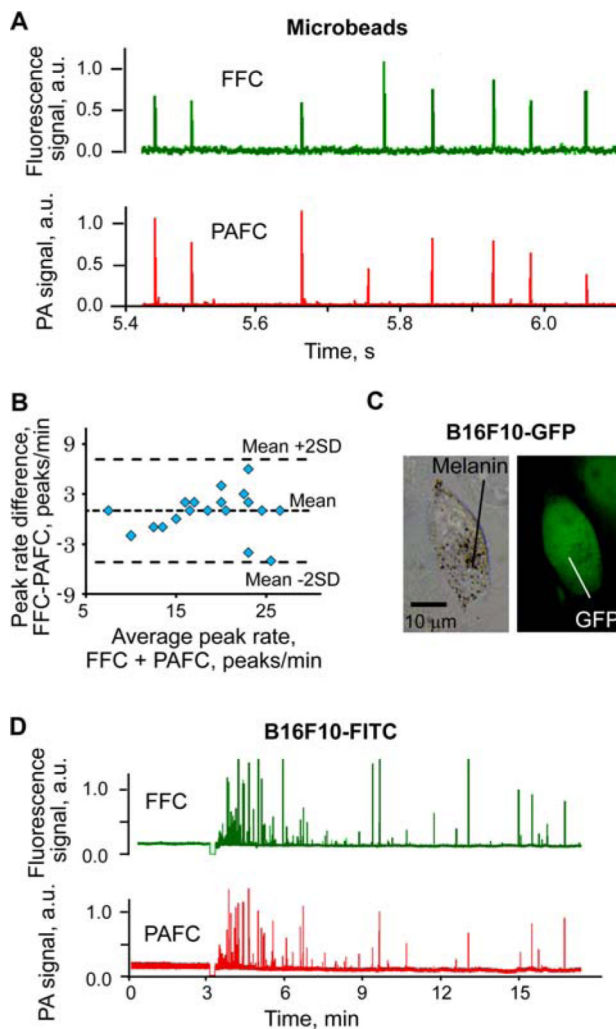 A
Microbeads
Fluorescence
signal, a.u.
1.0
0.5
0.0
FFC
PA signal, a.u.
1.0
0.5
0.0
PAFC
5.4 5.6 5.8 6.0
Time, s
B
Peak rate difference,
FFC-PAFC, peaks/min
9
3
-3
-9
Mean +2SD
Mean
Mean -2SD
5 15 25
Average peak rate,
FFC + PAFC, peaks/min
C
B16F10-GFP
Melanin
10 μm
GFP
D
B16F10-FITC
Fluorescence
signal, a.u.
1.0
0.0
FFC
PA signal, a.u.
1.0
0.0
PAFC
0 3 6 9 12 15
Time, min